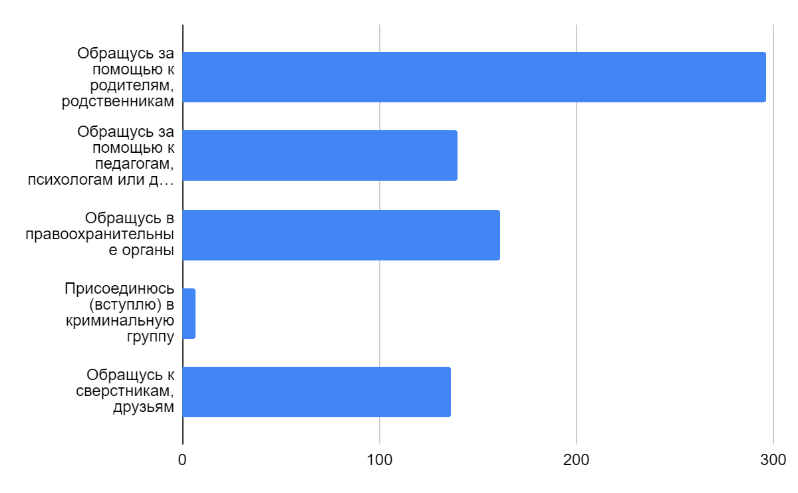 Обращусь за
помощью к
родителям,
родственникам
Обращусь за
помощью к
педагогам,
психологам или д…
Обращусь в
правоохранительны
е органы
Присоединюсь
(вступлю) в
криминальную
группу
Обращусь к
сверстникам,
друзьям
0 100 200 300